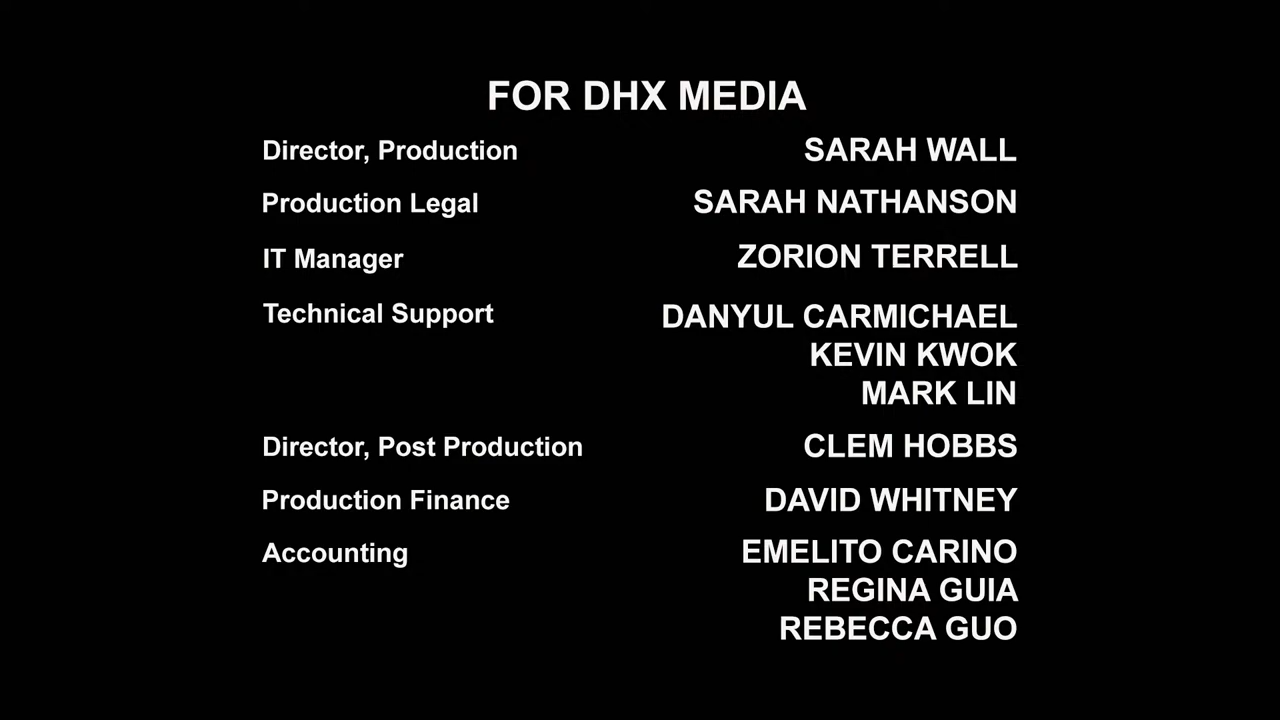 FOR DHX MEDIA
Director, Production SARAH WALL
Production Legal SARAH NATHANSON
IT Manager ZORION TERRELL
Technical Support DANYUL CARMICHAEL
KEVIN KWOK
MARK LIN
Director, Post Production CLEM HOBBS
Production Finance DAVID WHITNEY
Accounting EMELITO CARINO
REGINA GUIA
REBECCA GUO